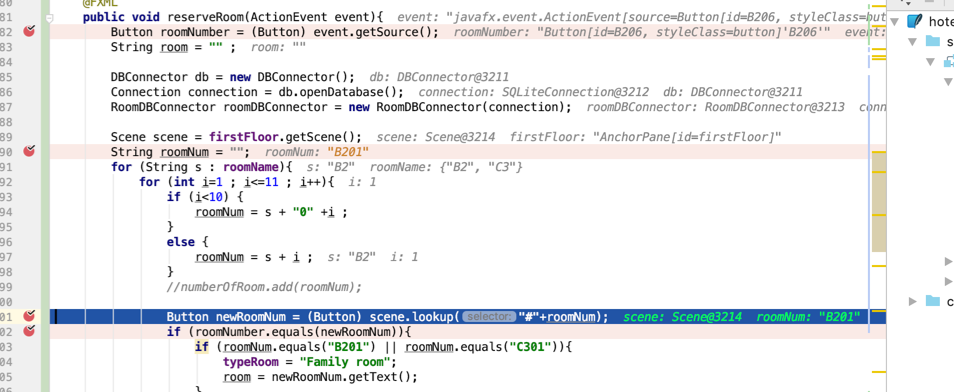 80 @FXML
81 public void reserveRoom(ActionEvent event){ event: "javafx.event.ActionEvent[source=Button[id=B206, styleClass=but
82 Button roomNumber = (Button) event.getSource(); roomNumber: "Button[id=B206, styleClass=button]'B206'" event:
83 String room = "" ; room: ""
84
85 DBConnector db = new DBConnector(); db: DBConnector@3211
86 Connection connection = db.openDatabase(); connection: SQLiteConnection@3212 db: DBConnector@3211
87 RoomDBConnector roomDBConnector = new RoomDBConnector(connection); roomDBConnector: RoomDBConnector@3213 conn
88
89 Scene scene = firstFloor.getScene(); scene: Scene@3214 firstFloor: "AnchorPane[id=firstFloor]"
90 String roomNum = ""; roomNum: "B201"
91 for (String s : roomName){ s: "B2" roomName: {"B2", "C3"}
92 for (int i=1 ; i<=11 ; i++){ i: 1
93 if (i<10) {
94 roomNum = s + "0" +i ;
95 }
96 else {
97 roomNum = s + i ; s: "B2" i: 1
98 }
99 //numberOfRoom.add(roomNum);
00
01 Button newRoomNum = (Button) scene.lookup( selector: "#"+roomNum); scene: Scene@3214 roomNum: "B201"
02 if (roomNumber.equals(newRoomNum)){
03 if (roomNum.equals("B201") || roomNum.equals("C301")){
04 typeRoom = "Family room";
05 room = newRoomNum.getText();
06 }
hote
s
c